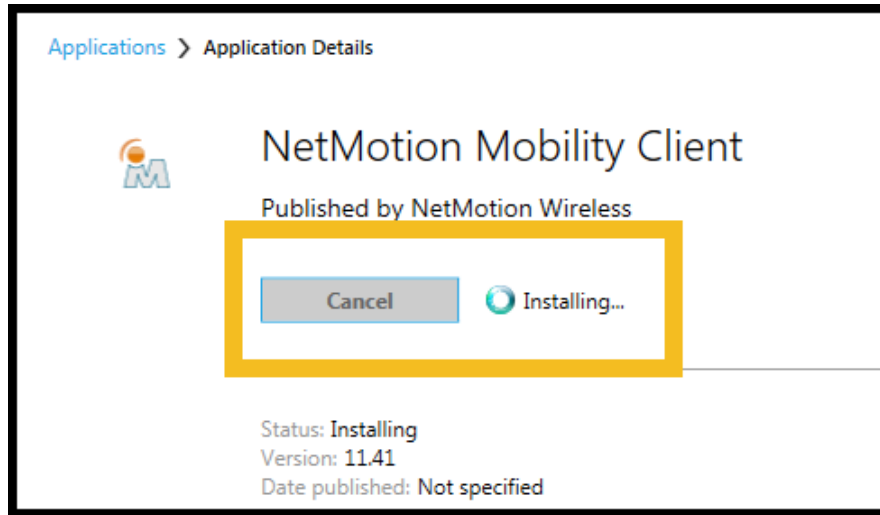 Applications ❯ Application Details
M
NetMotion Mobility Client
Published by NetMotion Wireless
Cancel Installing...
Status: Installing
Version: 11.41
Date published: Not specified